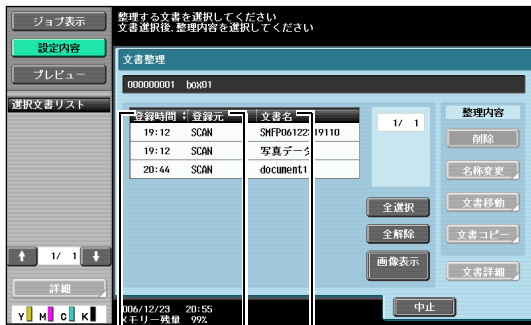 ジョブ表示
設定内容
プレビュー
選択文書リスト
1/ 1
詳細
Y M C K
整理する文書を選択してください
文書選択後、整理内容を選択してください
文書整理
000000001 box01
登録時間 登録元 文書名
19:12 SCAN SMFP06122 19110
19:12 SCAN 写真データ
20:44 SCAN document1
1/ 1
全選択
全解除
画像表示
整理内容
削除
名称変更
文書移動
文書コピー
文書詳細
中止
006/12/23 20:55
メモリー残量 99%